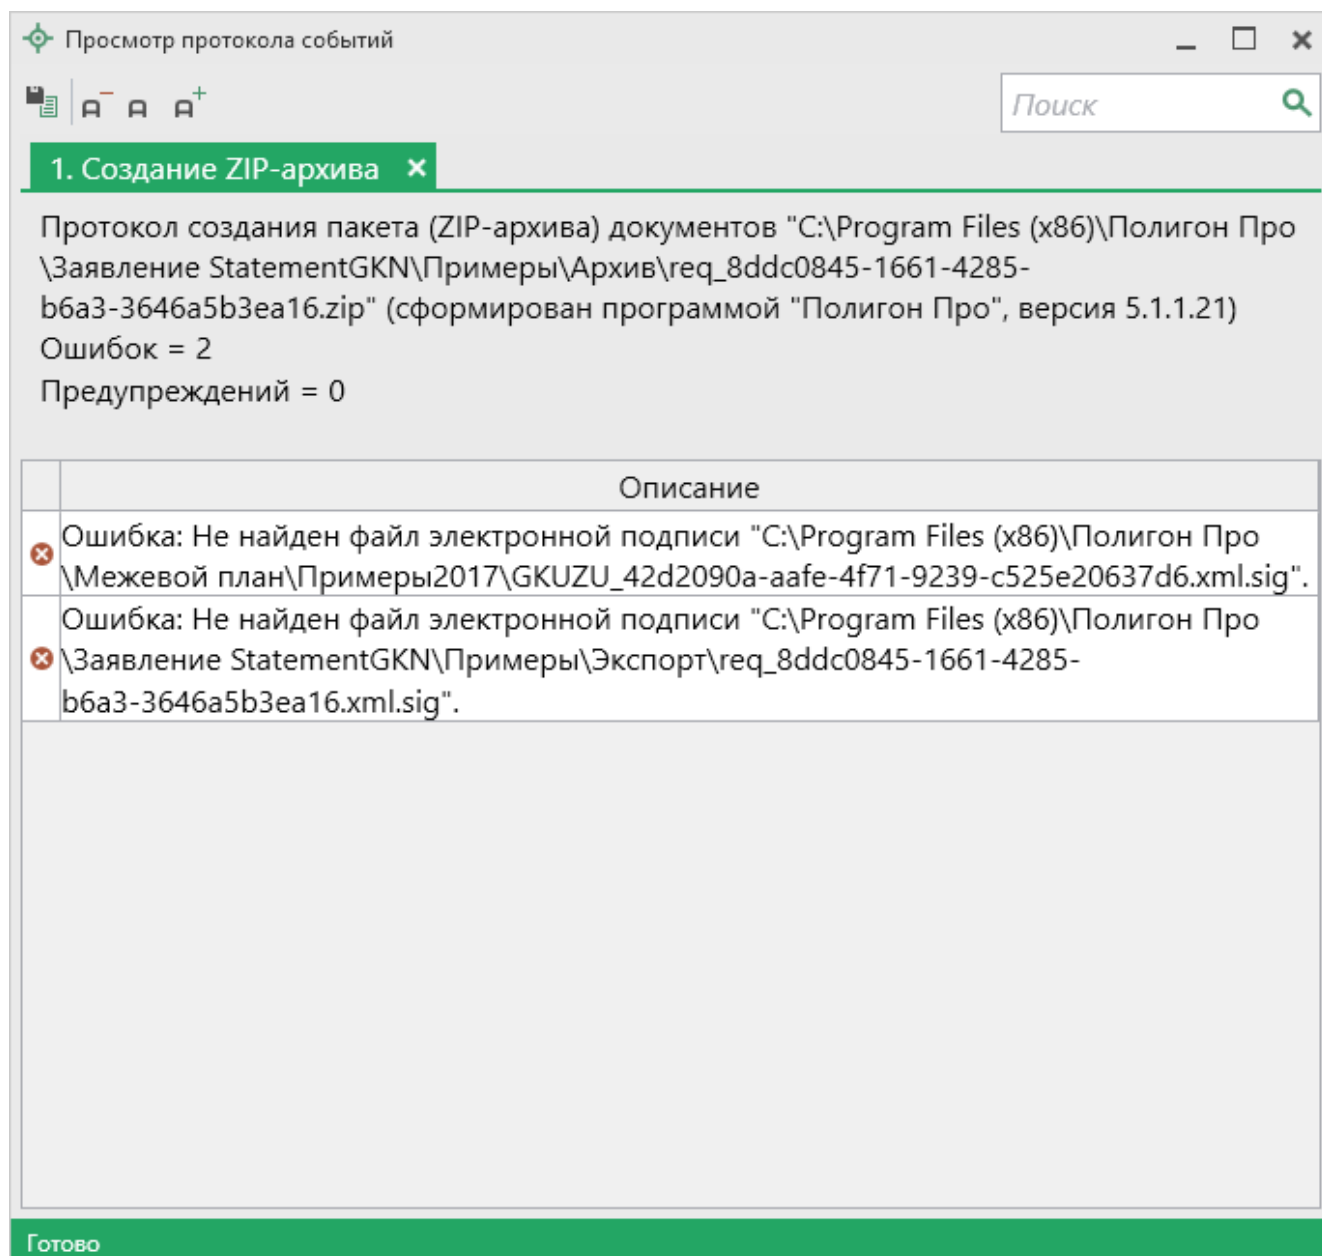 Просмотр протокола событий
Поиск
1. Создание ZIP-архива
Протокол создания пакета (ZIP-архива) документов "C:\Program Files (x86)\Полигон Про
\Заявление StatementGKN\Примеры\Архив\req_8ddc0845-1661-4285-
b6a3-3646a5b3ea16.zip" (сформирован программой "Полигон Про", версия 5.1.1.21)
Ошибок = 2
Предупреждений = 0
Описание
Ошибка: Не найден файл электронной подписи "C:\Program Files (x86)\Полигон Про
\Межевой план\Примеры2017\GKUZU_42d2090a-aafe-4f71-9239-c525e20637d6.xml.sig".
Ошибка: Не найден файл электронной подписи "C:\Program Files (x86)\Полигон Про
\Заявление StatementGKN\Примеры\Экспорт\req_8ddc0845-1661-4285-
b6a3-3646a5b3ea16.xml.sig".
Готово